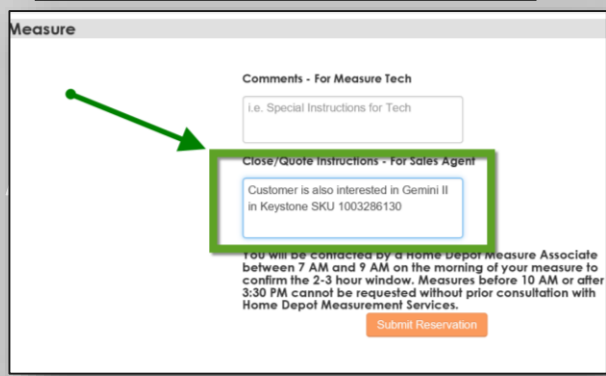 Measure
Comments - For Measure Tech
i.e. Special Instructions for Tech
Close/Quote Instructions - For Sales Agent
Customer is also interested in Gemini II
in Keystone SKU 1003286130
You will be contacted by a Home Depot Measure Associate
between 7 AM and 9 AM on the morning of your measure to
confirm the 2-3 hour window. Measures before 10 AM or after
3:30 PM cannot be requested without prior consultation with
Home Depot Measurement Services.
Submit Reservation